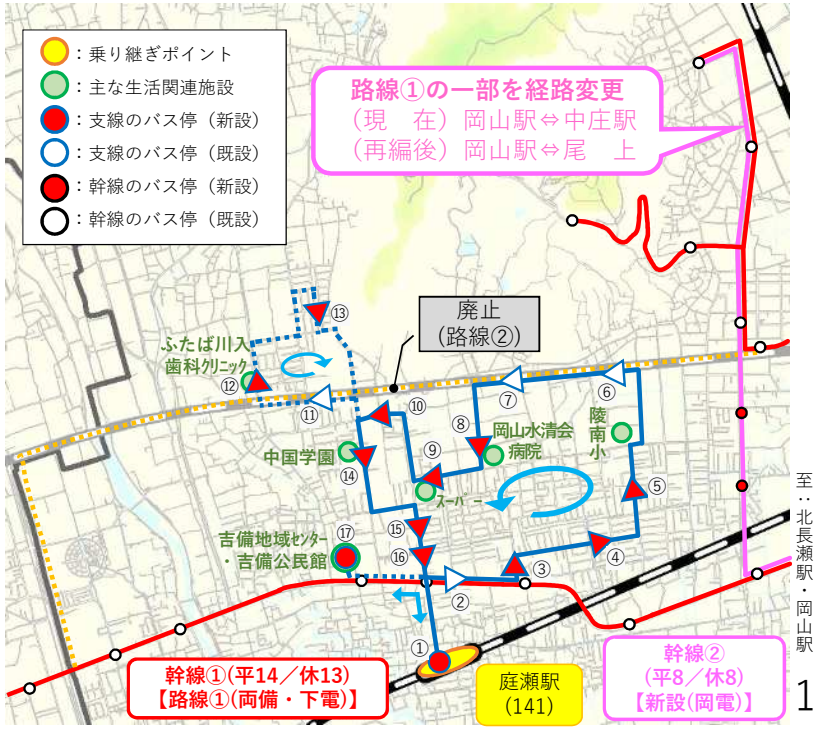 ：乗り継ぎポイント
：主な生活関連施設
：支線のバス停（新設）
：支線のバス停（既設）
：幹線のバス停（新設）
：幹線のバス停（既設）
路線①の一部を経路変更
（現　在）岡山駅⇔中庄駅
（再編後）岡山駅⇔尾　上
廃止
(路線②)
⑬
ふたば川入
歯科ｸﾘﾆｯｸ
⑫
⑪
⑩
⑦
⑥
⑧
岡山水清会
病院
陵南小
⑨
スーパー
中国学園
⑭
⑤
⑮
⑯
⑰
吉備地域ｾﾝﾀｰ
・吉備公民館
④
③
②
①
至：北長瀬駅・岡山駅
幹線①(平14／休13)
【路線①(両備・下電)】
庭瀬駅
(141)
幹線②
(平8／休8)
【新設(岡電)】
1